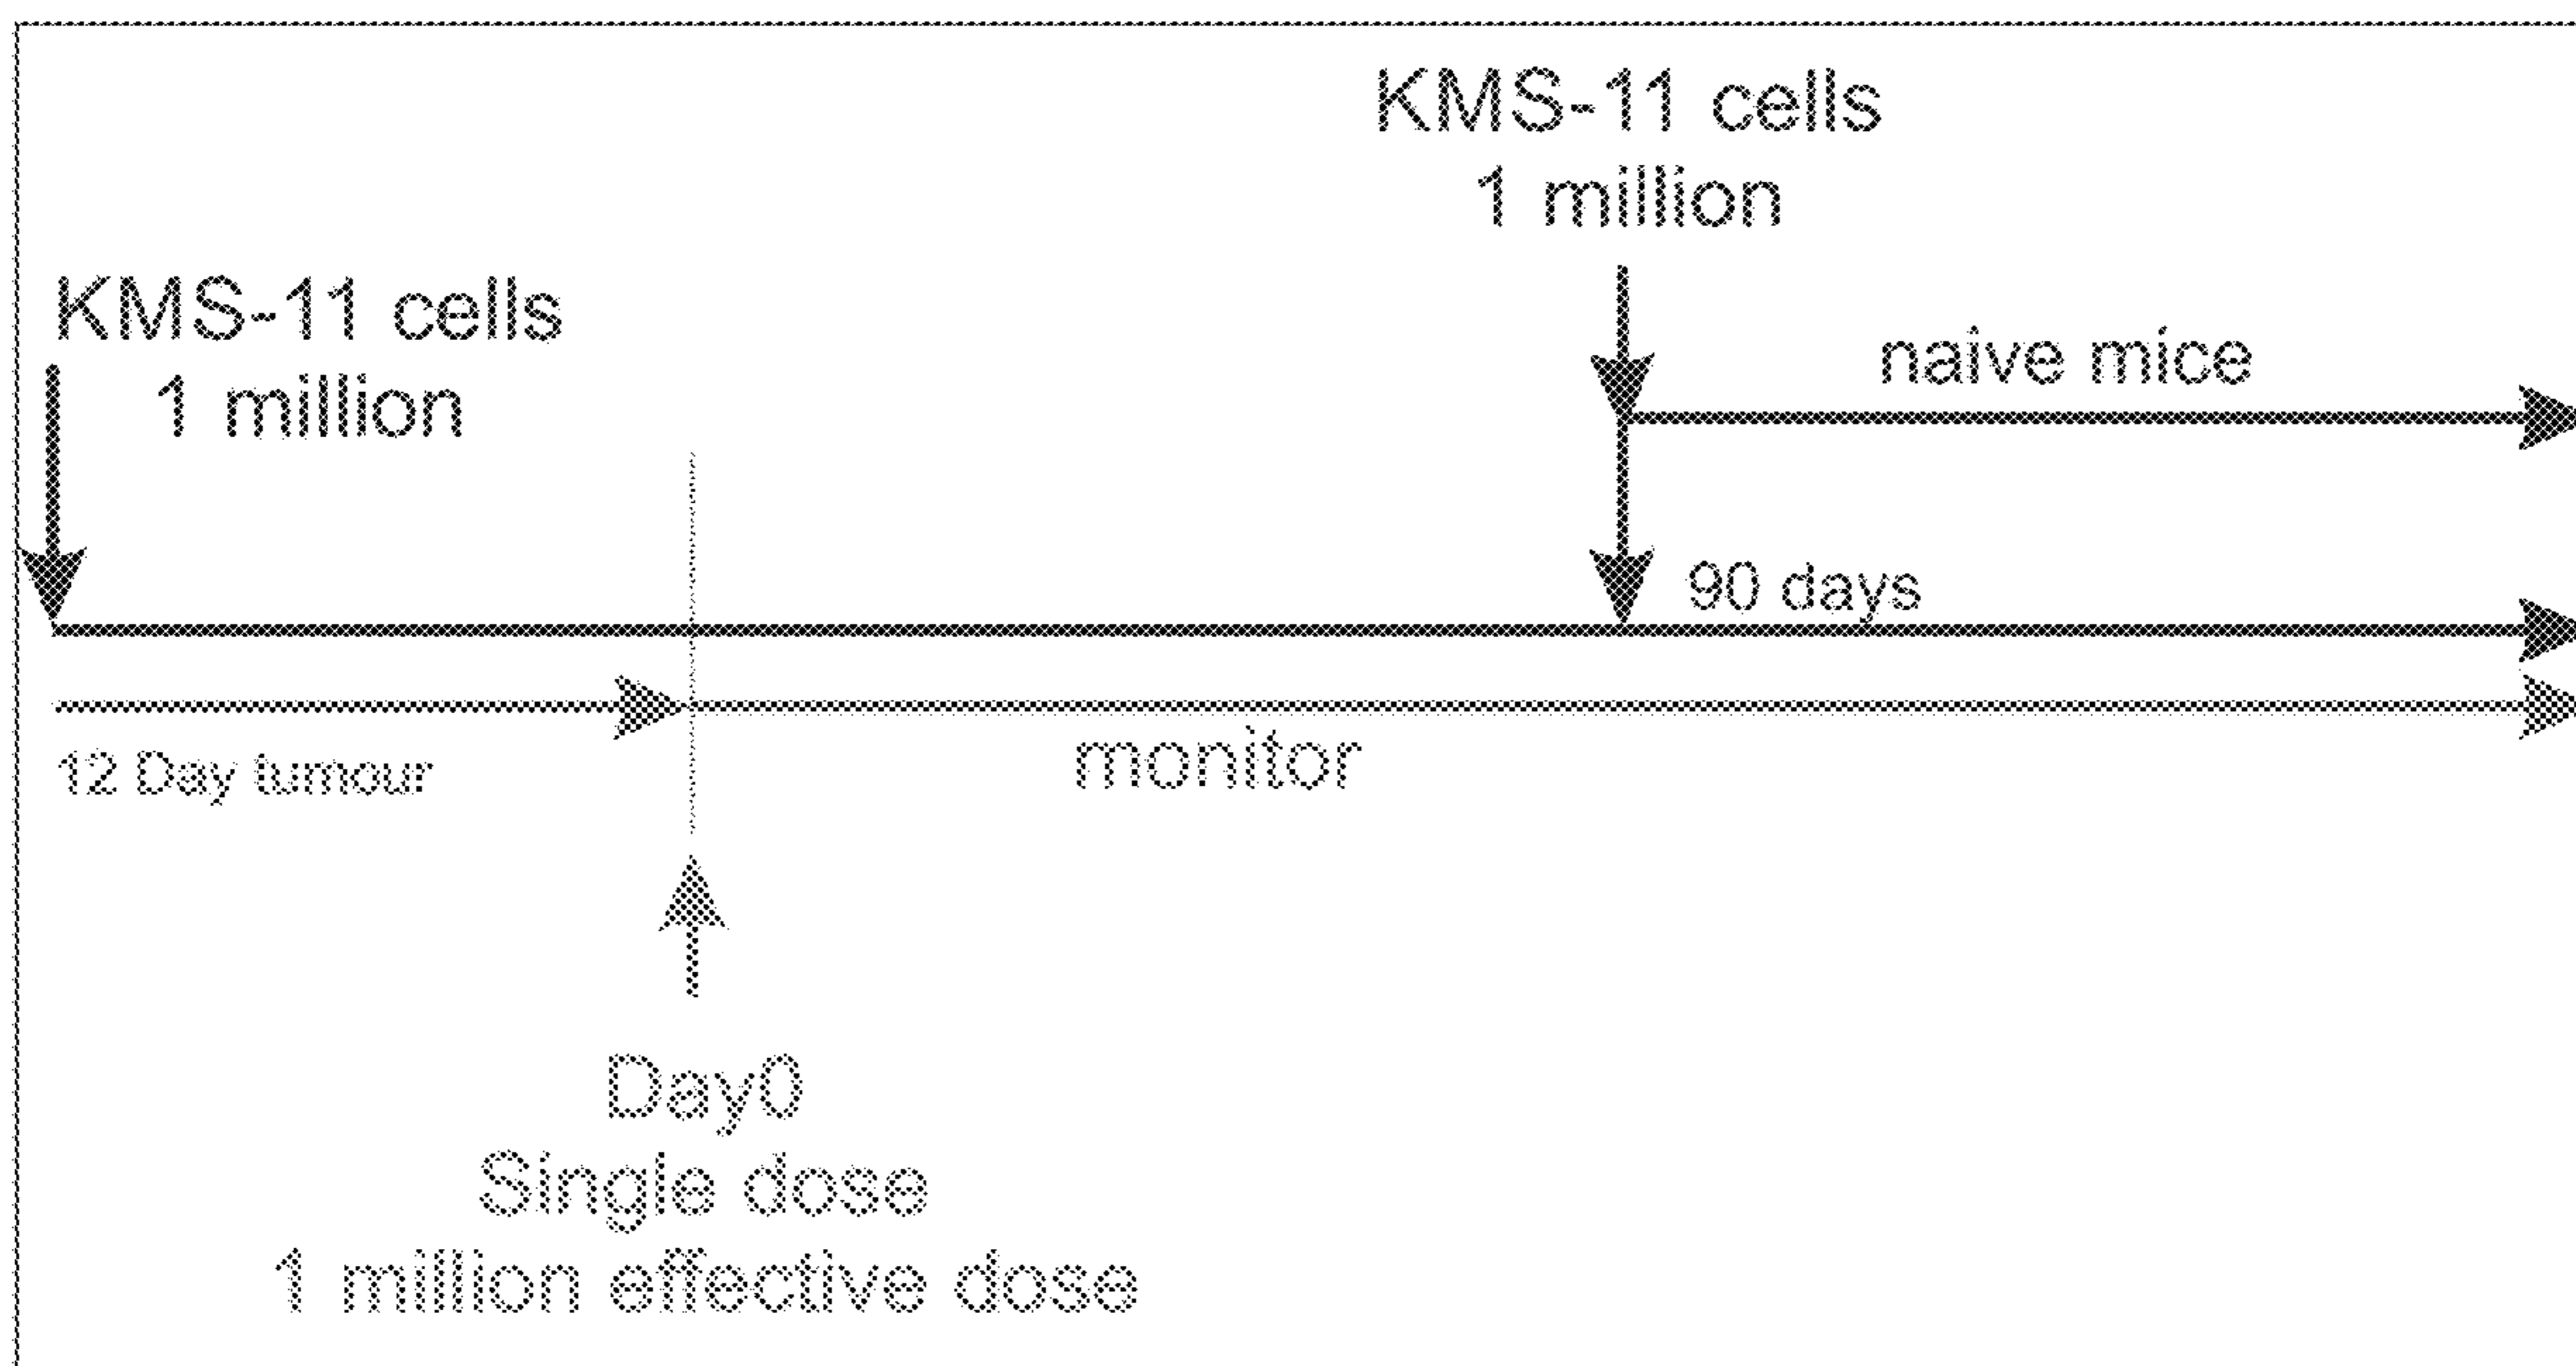 KMS-11 cells
1 million
KMS-11 cells
1 million
naive mice
90 days
12 Day tumour
monitor
Day0
Single dose
1 million effective dose